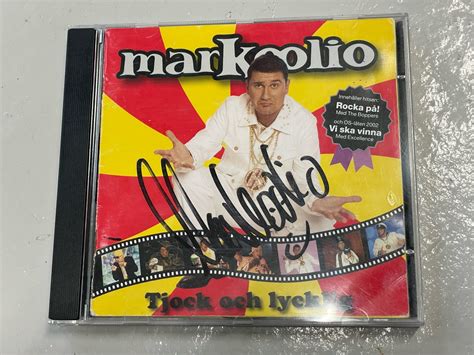 markoolio
Innehåller hitsen:
Rocka på!
Med The Boppers
och OS-låten 2002
Vi ska vinna
Med Excellence
Markoolio
Tjock och lycklig